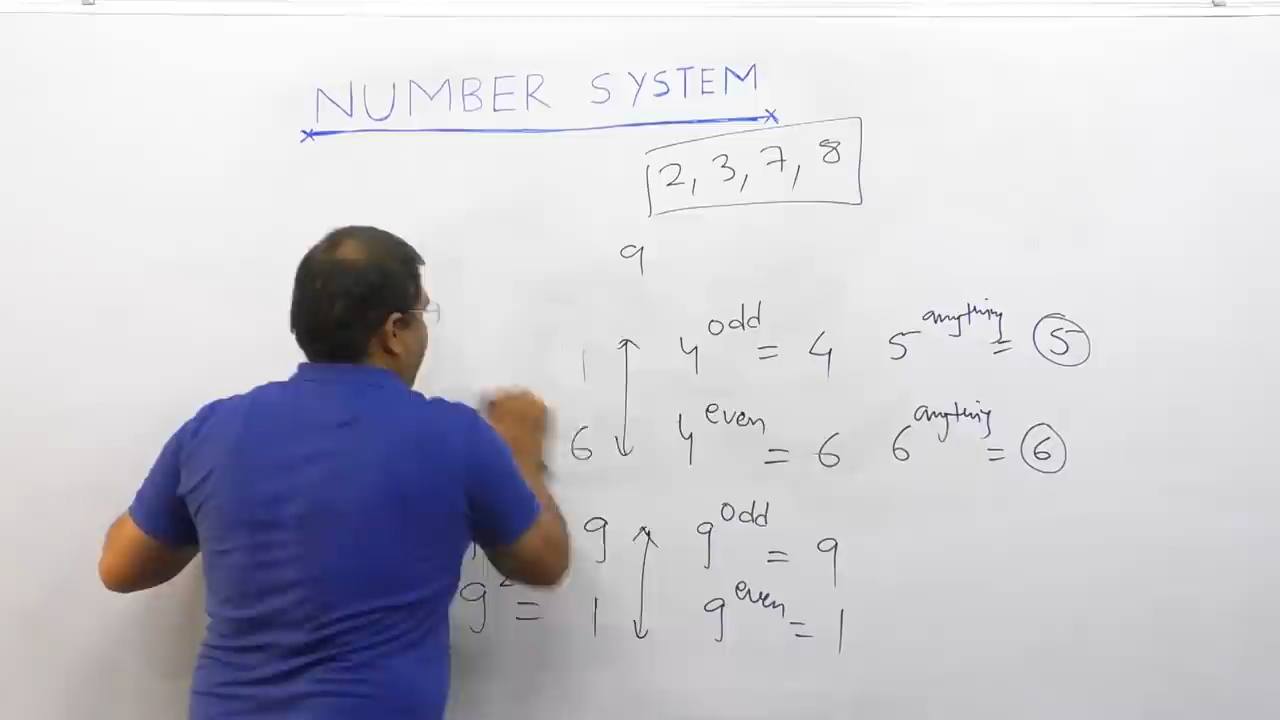 NUMBER SYSTEM
2, 3, 7, 8
9
1 4^odd = 4 5^anything = 5
6 4^even = 6 6^anything = 6
9 9^odd = 9
9^2 = 1 9^even = 1